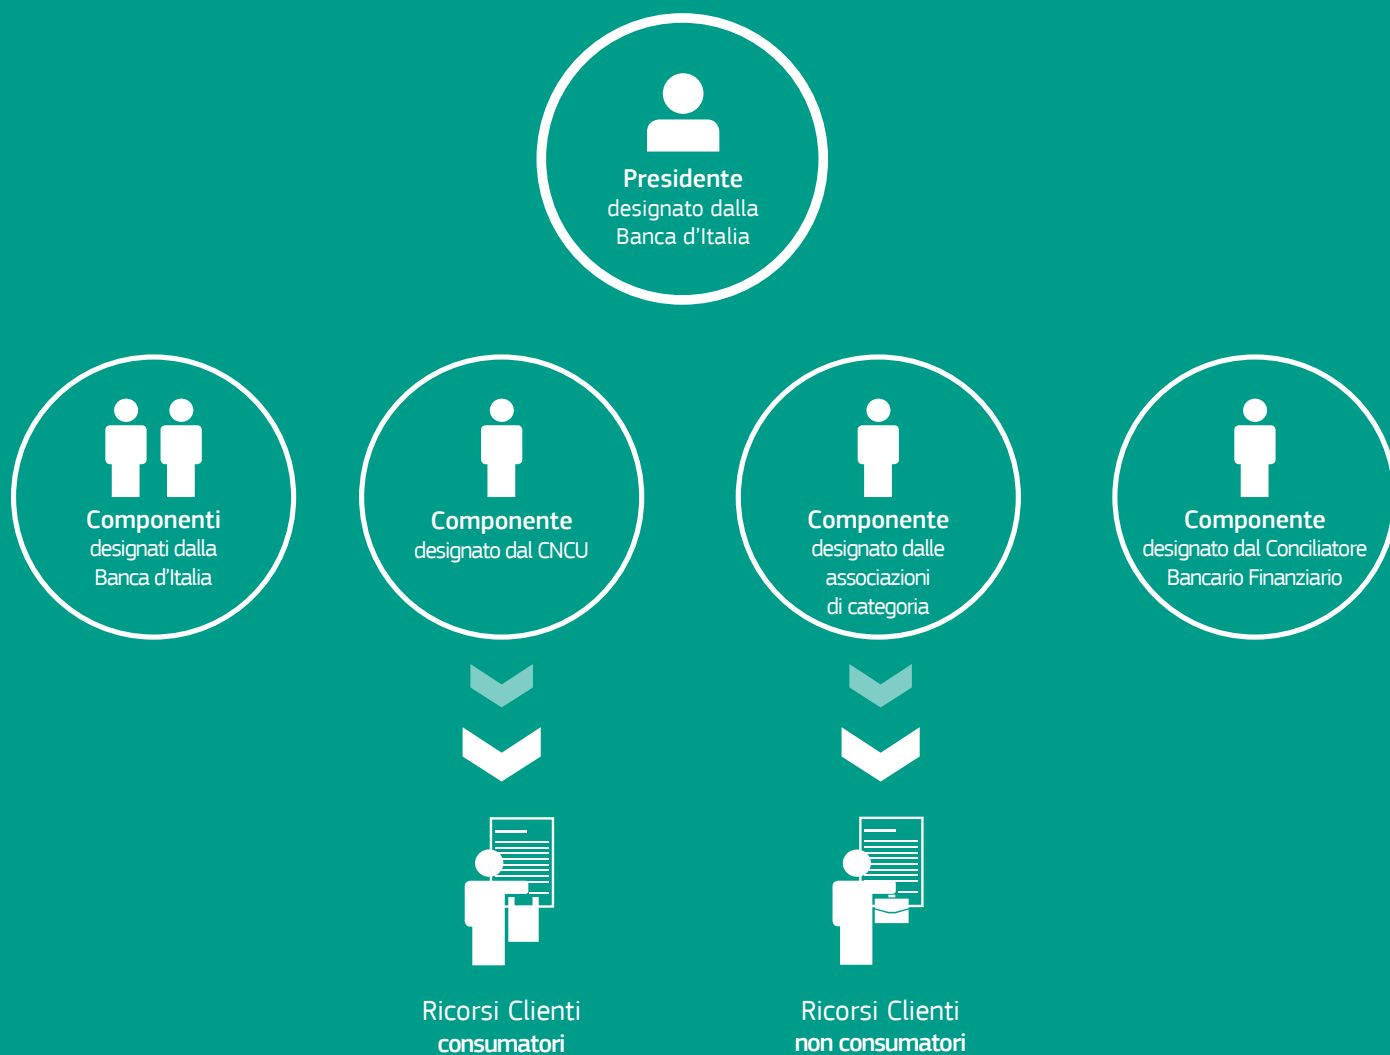 Presidente
designato dalla
Banca d'Italia
Componenti
designati dalla
Banca d'Italia
Componente
designato dal CNCU
Componente
designato dalle
associazioni
di categoria
Componente
designato dal Conciliatore
Bancario Finanziario
Ricorsi Clienti
consumatori
Ricorsi Clienti
non consumatori